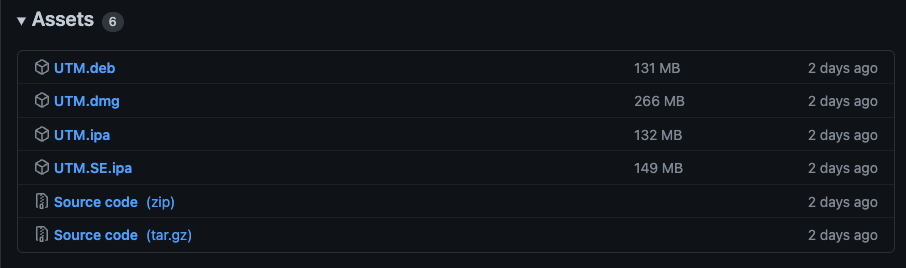 Assets 6
UTM.deb 131 MB 2 days ago
UTM.dmg 266 MB 2 days ago
UTM.ipa 132 MB 2 days ago
UTM.SE.ipa 149 MB 2 days ago
Source code (zip) 2 days ago
Source code (tar.gz) 2 days ago